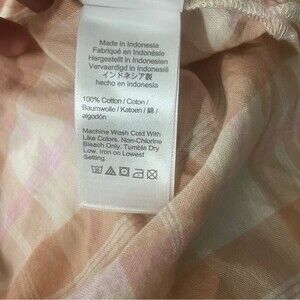 Made in Indonesia
Fabriqué en Indonésie
Hergestellt in Indonesien
Vervaardigd in Indonesië
インドネシア製
hecho en indonesia
100% Cotton / Coton /
Baumwolle / Katoen / 綿 /
algodón
Machine Wash Cold With
Like Colors. Non-Chlorine
Bleach Only. Tumble Dry
Low. Iron on Lowest
Setting.